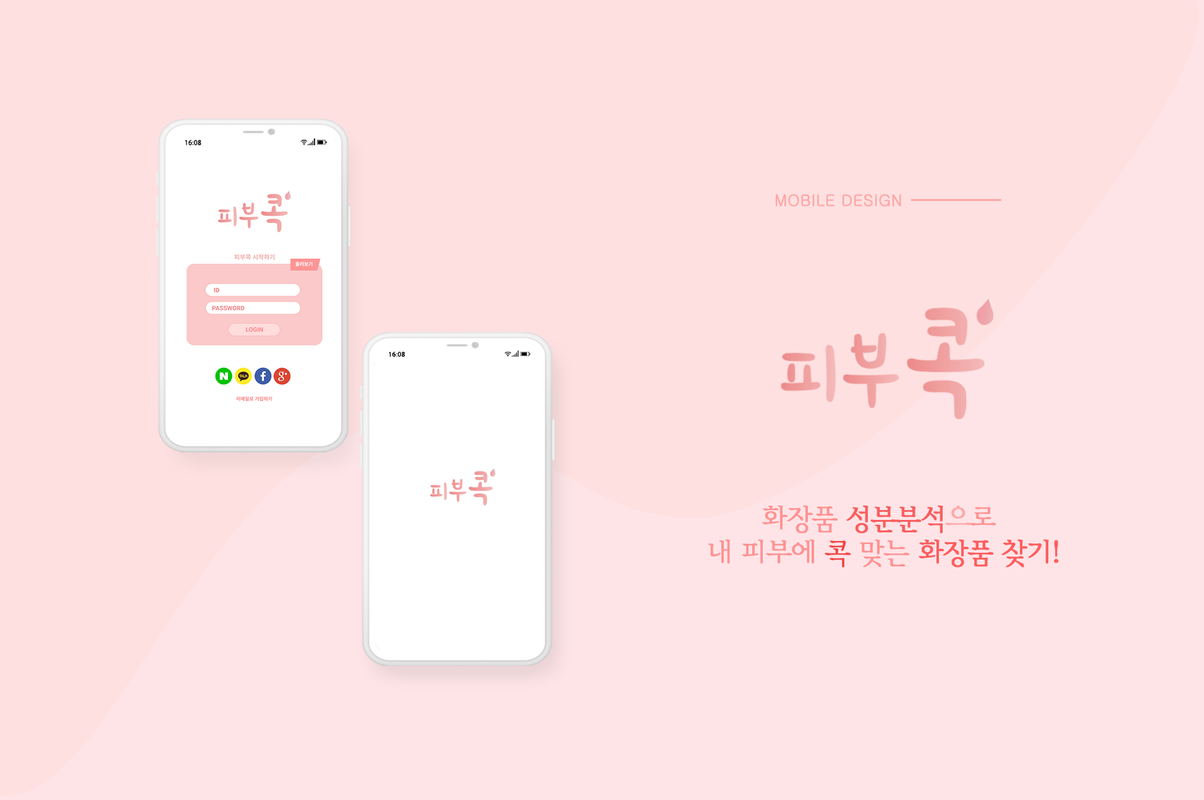 16:08
피부콕
피부콕 시작하기
둘러보기
ID
PASSWORD
LOGIN
N
TALK
f
g+
이메일로 가입하기
16:08
피부콕
MOBILE DESIGN
피부콕
화장품 성분분석으로
내 피부에 콕 맞는 화장품 찾기!